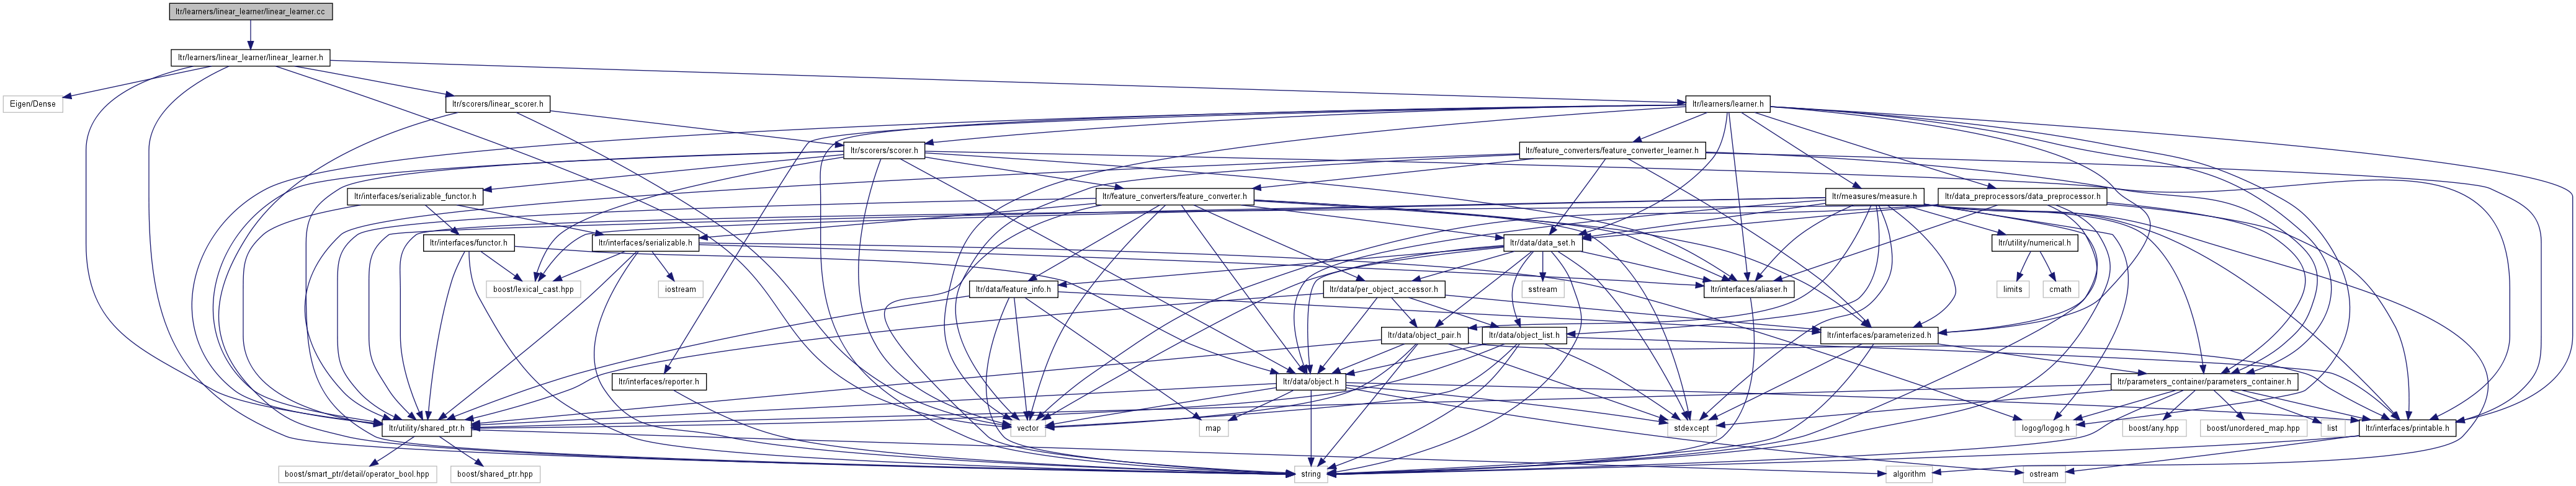 ltr/learners/linear_learner/linear_learner.cc
ltr/learners/linear_learner/linear_learner.h
Eigen/Dense
ltr/scorers/linear_scorer.h
ltr/learners/learner.h
ltr/scorers/scorer.h
ltr/feature_converters/feature_converter_learner.h
ltr/interfaces/serializable_functor.h
ltr/feature_converters/feature_converter.h
ltr/measures/measure.h
ltr/data_preprocessors/data_preprocessor.h
ltr/interfaces/functor.h
ltr/interfaces/serializable.h
ltr/data/data_set.h
ltr/utility/numerical.h
boost/lexical_cast.hpp
iostream
ltr/data/feature_info.h
ltr/data/per_object_accessor.h
sstream
ltr/interfaces/aliaser.h
limits
cmath
ltr/data/object_pair.h
ltr/data/object_list.h
ltr/interfaces/parameterized.h
ltr/interfaces/reporter.h
ltr/data/object.h
ltr/parameters_container/parameters_container.h
ltr/utility/shared_ptr.h
vector
map
stdexcept
logog/logog.h
boost/any.hpp
boost/unordered_map.hpp
list
ltr/interfaces/printable.h
boost/smart_ptr/detail/operator_bool.hpp
boost/shared_ptr.hpp
string
algorithm
ostream